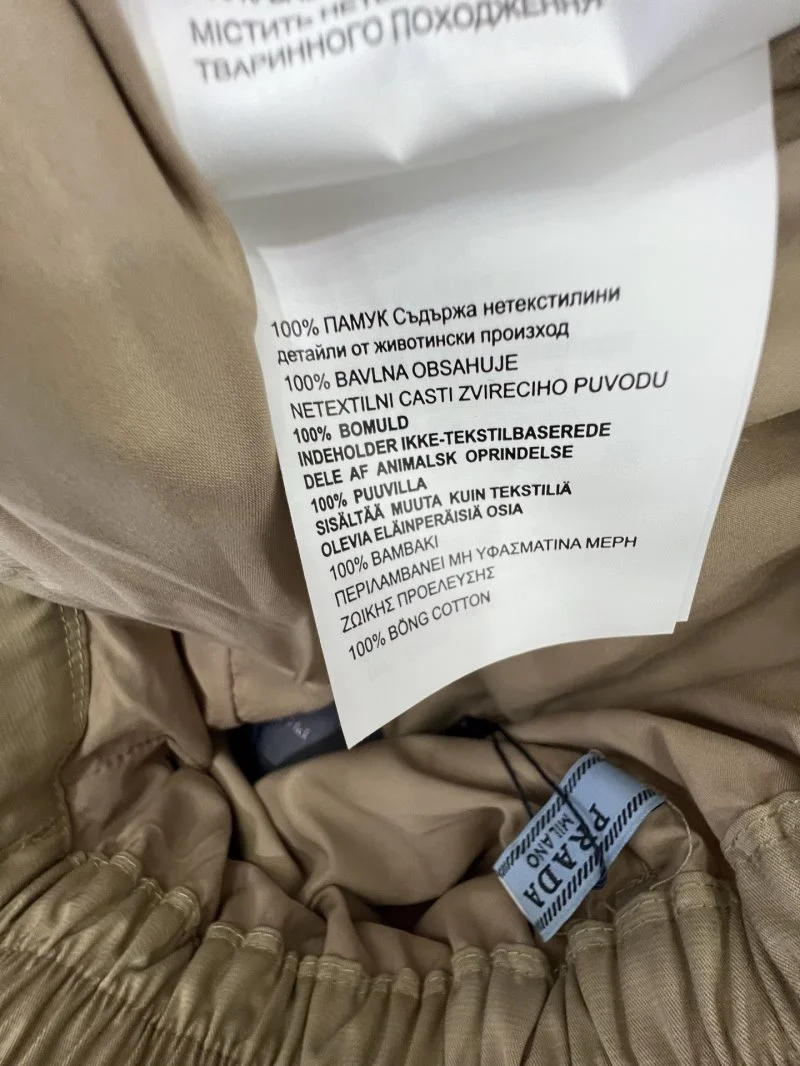 МІСТИТЬ НЕТЕ
ТВАРИННОГО ПОХОДЖЕННЯ
100% ПАМУК Съдържа нетекстилини
детайли от животински произход
100% BAVLNA OBSAHUJE
NETEXTILNI CASTI ZVIRECIHO PUVODU
100% BOMULD
INDEHOLDER IKKE-TEKSTILBASEREDE
DELE AF ANIMALSK OPRINDELSE
100% PUUVILLA
SISÄLTÄÄ MUUTA KUIN TEKSTILIÄ
OLEVIA ELÄINPERÄISIÄ OSIA
100% ΒΑΜΒΑΚΙ
ΠΕΡΙΛΑΜΒΑΝΕΙ ΜΗ ΥΦΑΣΜΑΤΙΝΑ ΜΕΡΗ
ΖΩΙΚΗΣ ΠΡΟΕΛΕΥΣΗΣ
100% BÔNG COTTON
PRADA
MILANO